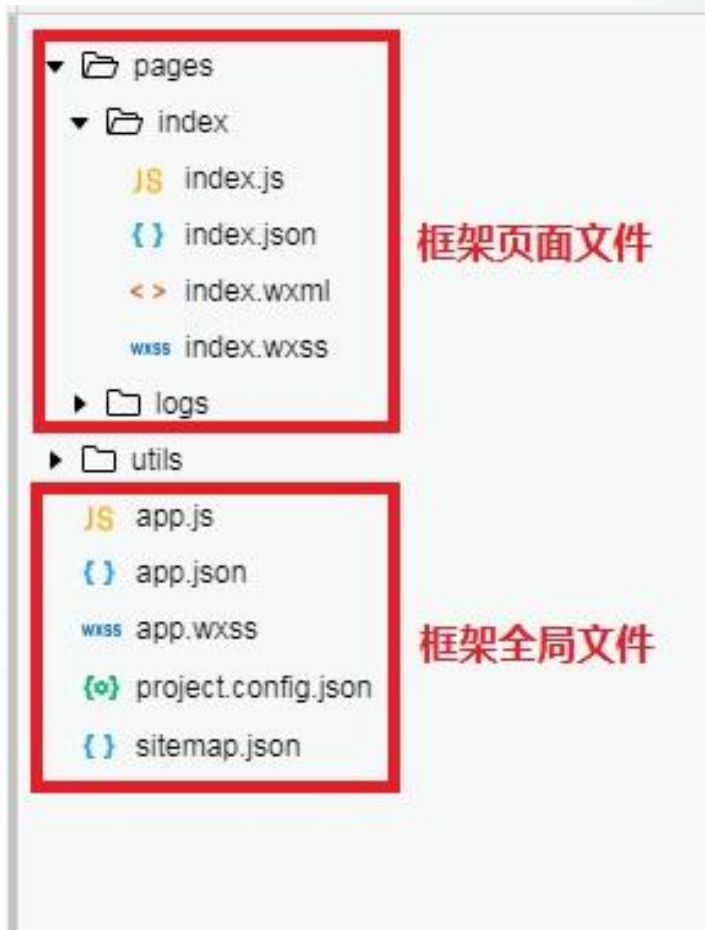 pages
index
JS index.js
{ } index.json
框架页面文件
< > index.wxml
wxss index.wxss
logs
utils
JS app.js
{ } app.json
wxss app.wxss
框架全局文件
{o} project.config.json
{ } sitemap.json